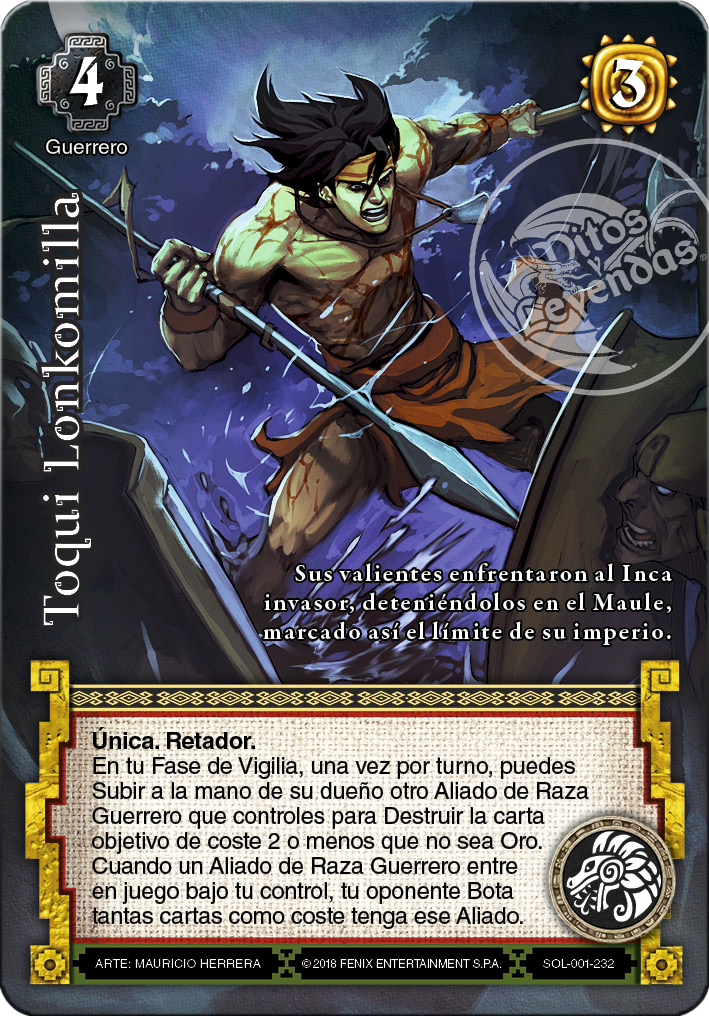 4
3
Guerrero
Mitos
y
Leyendas
®
Toqui Lonkomilla
Sus valientes enfrentaron al Inca
invasor, deteniéndolos en el Maule,
marcado así el límite de su imperio.
Única. Retador.
En tu Fase de Vigilia, una vez por turno, puedes
Subir a la mano de su dueño otro Aliado de Raza
Guerrero que controles para Destruir la carta
objetivo de coste 2 o menos que no sea Oro.
Cuando un Aliado de Raza Guerrero entre
en juego bajo tu control, tu oponente Bota
tantas cartas como coste tenga ese Aliado.
ARTE: MAURICIO HERRERA
© 2018 FENIX ENTERTAINMENT S.P.A.
SOL-001-232